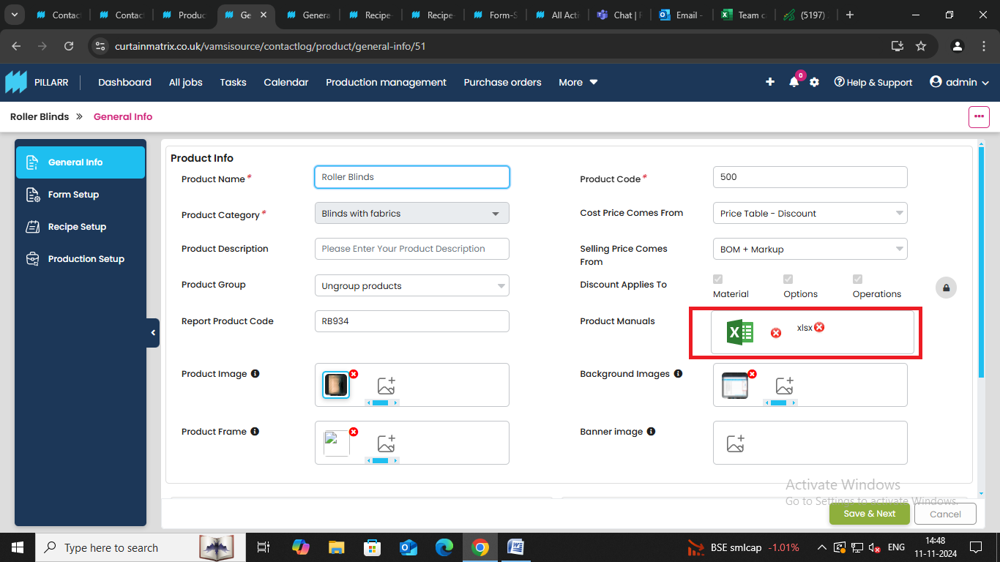 Contac
Contac
Produc
Ge
Genera
Recipe-
Recipe-
Form-S
All Acti
Chat |
Email -
Team c
(5197)
curtainmatrix.co.uk/vamsisource/contactlog/product/general-info/51
PILLARR
Dashboard
All jobs
Tasks
Calendar
Production management
Purchase orders
More
0
Help & Support
admin
Roller Blinds » General Info
General Info
Form Setup
Recipe Setup
Production Setup
Product Info
Product Name*
Roller Blinds
Product Code*
500
Product Category*
Blinds with fabrics
Cost Price Comes From
Price Table - Discount
Product Description
Please Enter Your Product Description
Selling Price Comes
From
BOM + Markup
Product Group
Ungroup products
Discount Applies To
Material
Options
Operations
Report Product Code
RB934
Product Manuals
xlsx
Product Image
Background Images
Product Frame
Banner image
Activate Windows
Go to Settings to activate Windows.
Save & Next
Cancel
Type here to search
BSE smlcap -1.01%
ENG
14:48
11-11-2024